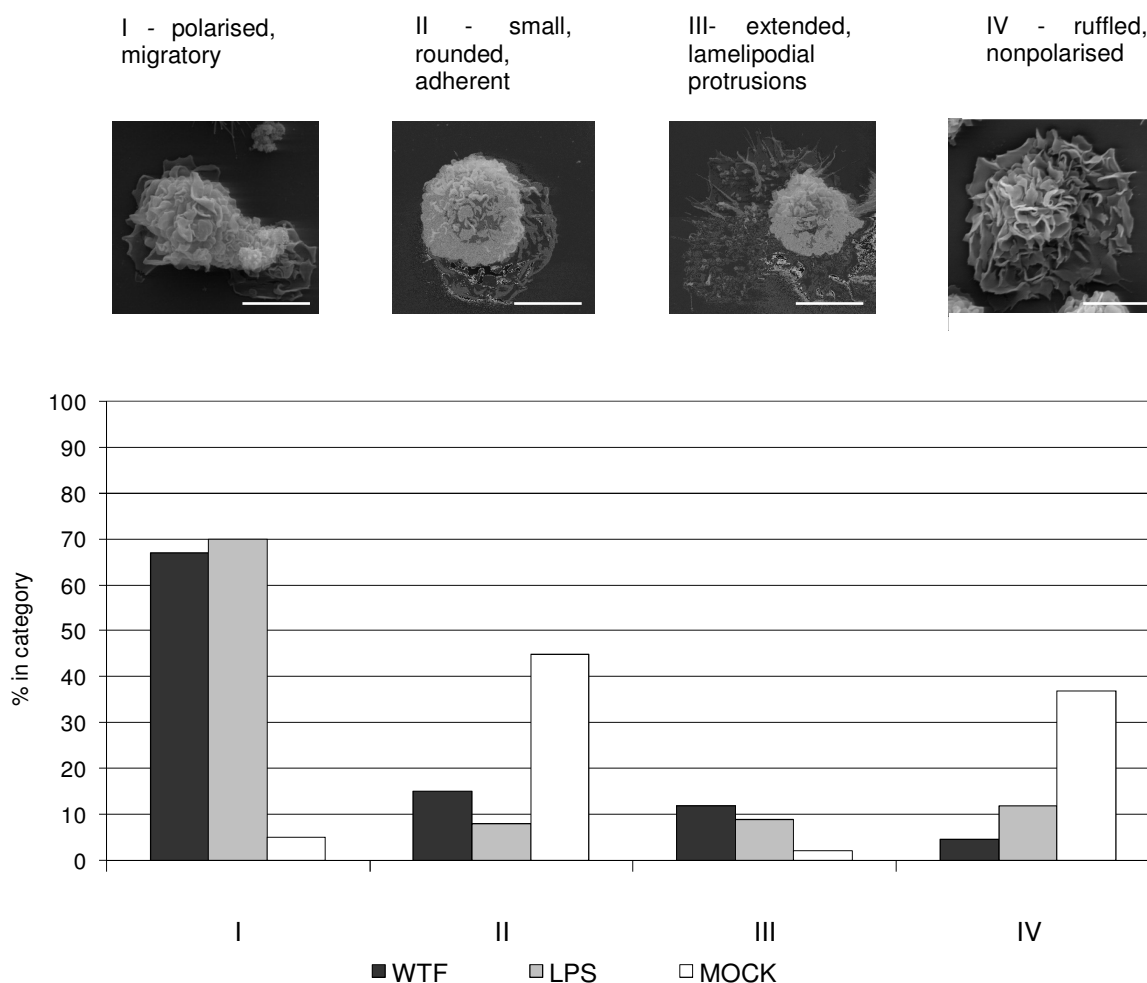 I - polarised,
migratory
II - small,
rounded,
adherent
III- extended,
lamelipodial
protrusions
IV - ruffled,
nonpolarised
100
90
80
70
60
50
40
30
20
10
0
% in category
I II III IV
WTF LPS MOCK